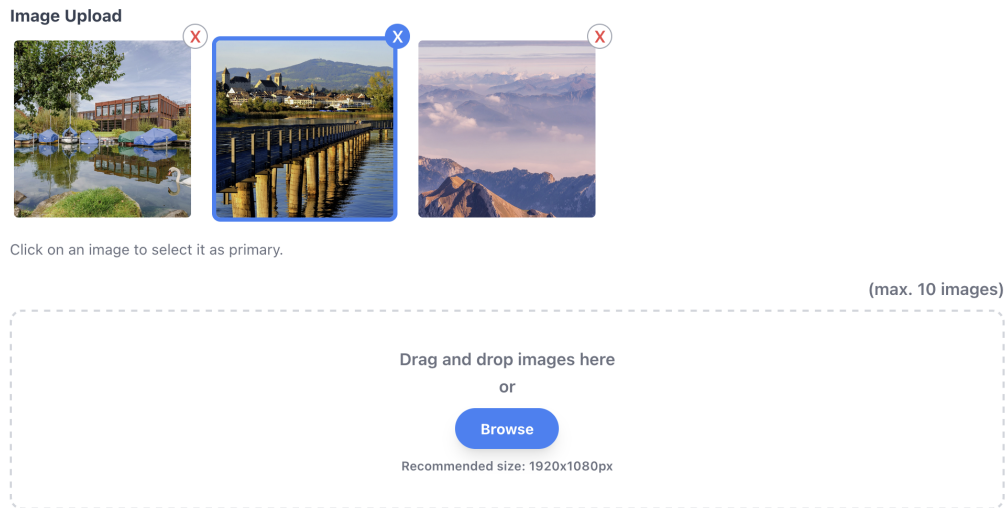 Image Upload
X
X
X
Click on an image to select it as primary.
(max. 10 images)
Drag and drop images here
or
Browse
Recommended size: 1920x1080px